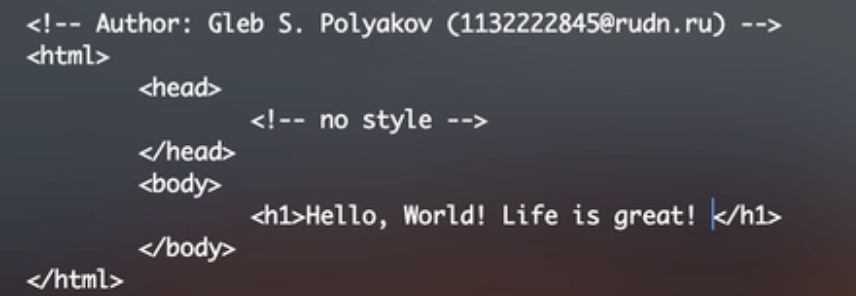 <!-- Author: Gleb S. Polyakov (1132222845@rudn.ru) -->
<html>
        <head>
                <!-- no style -->
        </head>
        <body>
                <h1>Hello, World! Life is great! </h1>
        </body>
</html>